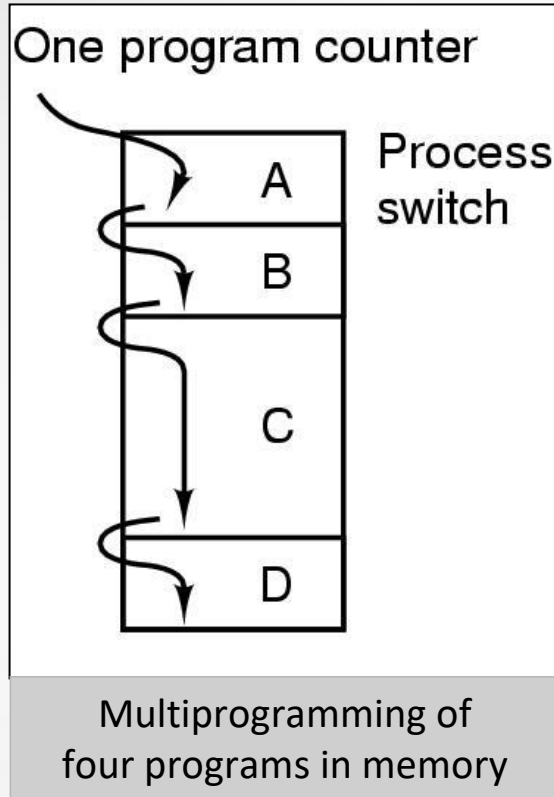 One program counter
Process
switch
A
B
C
D
Multiprogramming of
four programs in memory